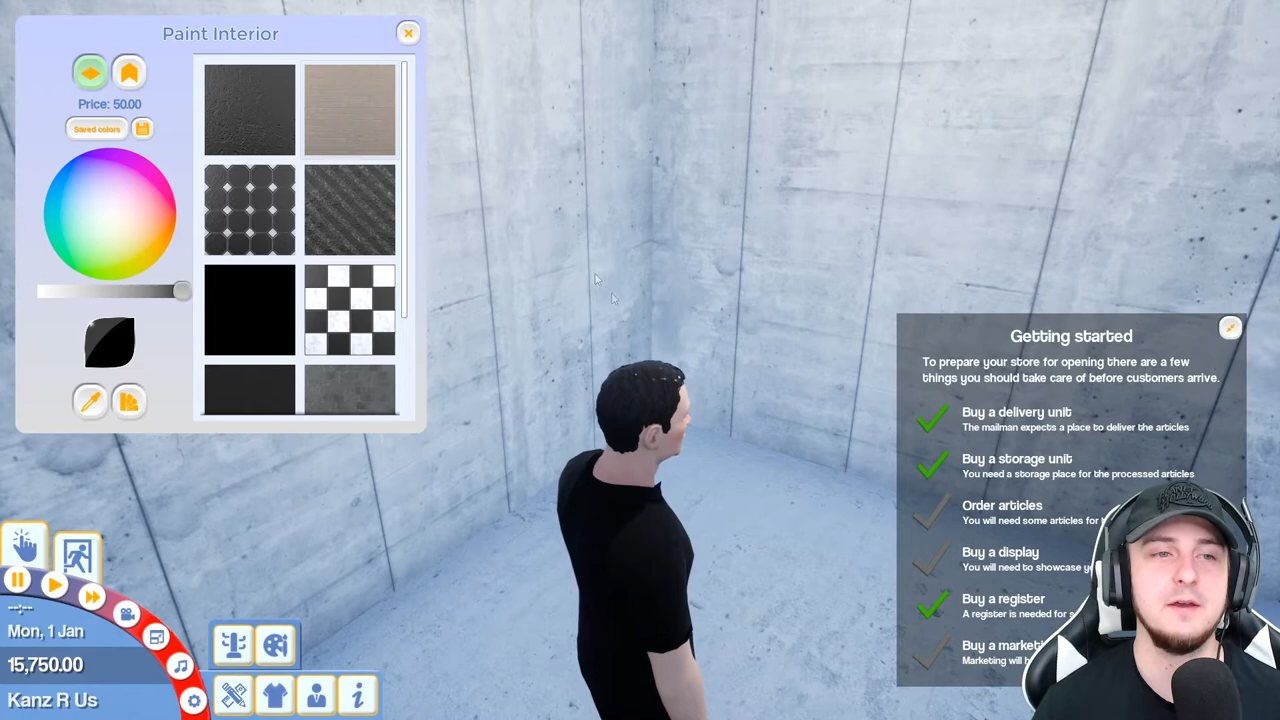 Paint Interior
Price: 50.00
Saved colors
Getting started
To prepare your store for opening there are a few
things you should take care of before customers arrive.
Buy a delivery unit
The mailman expects a place to deliver the articles
Buy a storage unit
You need a storage place for the processed articles
Order articles
You will need some articles for
Buy a display
You will need to showcase
Buy a register
A register is needed for
Buy a
Marketing will
--:--
Mon, 1 Jan
15,750.00
Kanz R Us